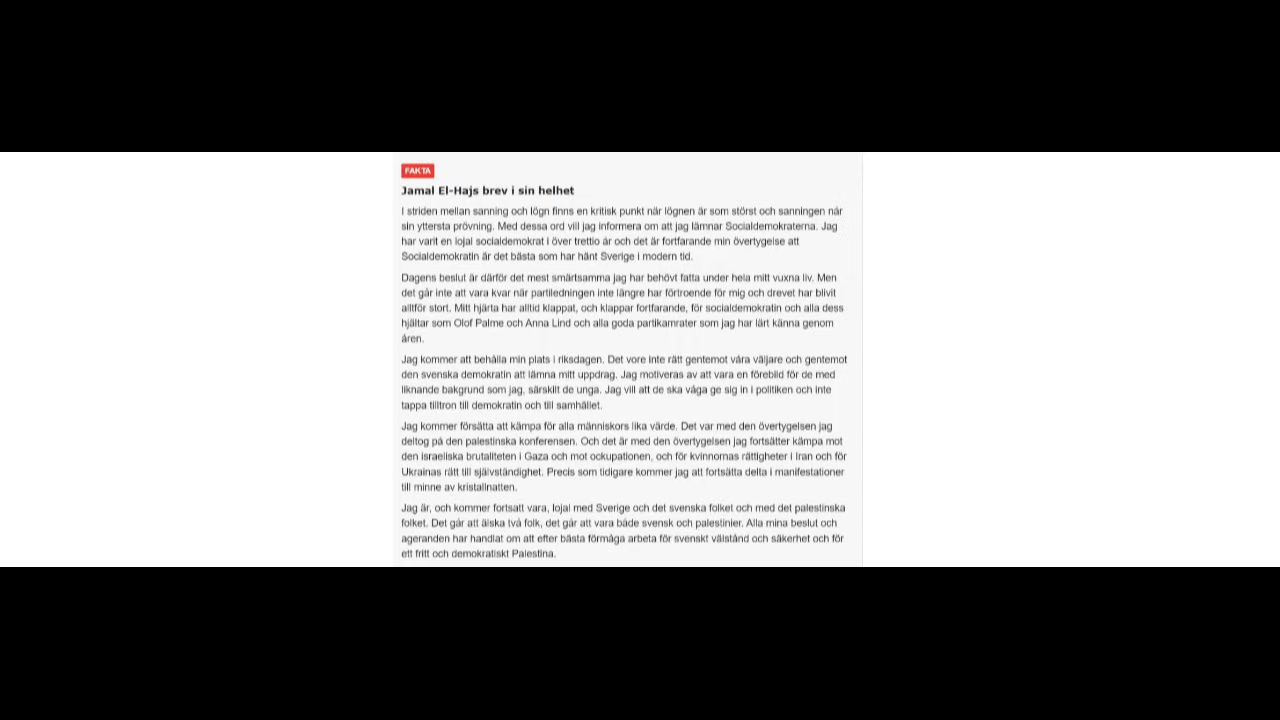 FAKTA
Jamal El-Hajs brev i sin helhet
I striden mellan sanning och lögn finns en kritisk punkt när lögnen är som störst och sanningen når
sin yttersta prövning. Med dessa ord vill jag informera om att jag lämnar Socialdemokraterna. Jag
har varit en lojal socialdemokrat i över trettio år och det är fortfarande min övertygelse att
Socialdemokratin är det bästa som har hänt Sverige i modern tid.
Dagens beslut är därför det mest smärtsamma jag har behövt fatta under hela mitt vuxna liv. Men
det går inte att vara kvar när partiledningen inte längre har förtroende för mig och drevet har blivit
alltför stort. Mitt hjärta har alltid klappat, och klappar fortfarande, för socialdemokratin och alla dess
hjältar som Olof Palme och Anna Lind och alla goda partikamrater som jag har lärt känna genom
åren.
Jag kommer att behålla min plats i riksdagen. Det vore inte rätt gentemot våra väljare och gentemot
den svenska demokratin att lämna mitt uppdrag. Jag motiveras av att vara en förebild för de med
liknande bakgrund som jag, särskilt de unga. Jag vill att de ska våga ge sig in i politiken och inte
tappa tilltron till demokratin och till samhället.
Jag kommer försätta att kämpa för alla människors lika värde. Det var med den övertygelsen jag
deltog på den palestinska konferensen. Och det är med den övertygelsen jag fortsätter kämpa mot
den israeliska brutaliteten i Gaza och mot ockupationen, och för kvinnornas rättigheter i Iran och för
Ukrainas rätt till självständighet. Precis som tidigare kommer jag att fortsätta delta i manifestationer
till minne av kristallnatten.
Jag är, och kommer fortsatt vara, lojal med Sverige och det svenska folket och med det palestinska
folket. Det går att älska två folk, det går att vara både svensk och palestinier. Alla mina beslut och
ageranden har handlat om att efter bästa förmåga arbeta för svenskt välstånd och säkerhet och för
ett fritt och demokratiskt Palestina.